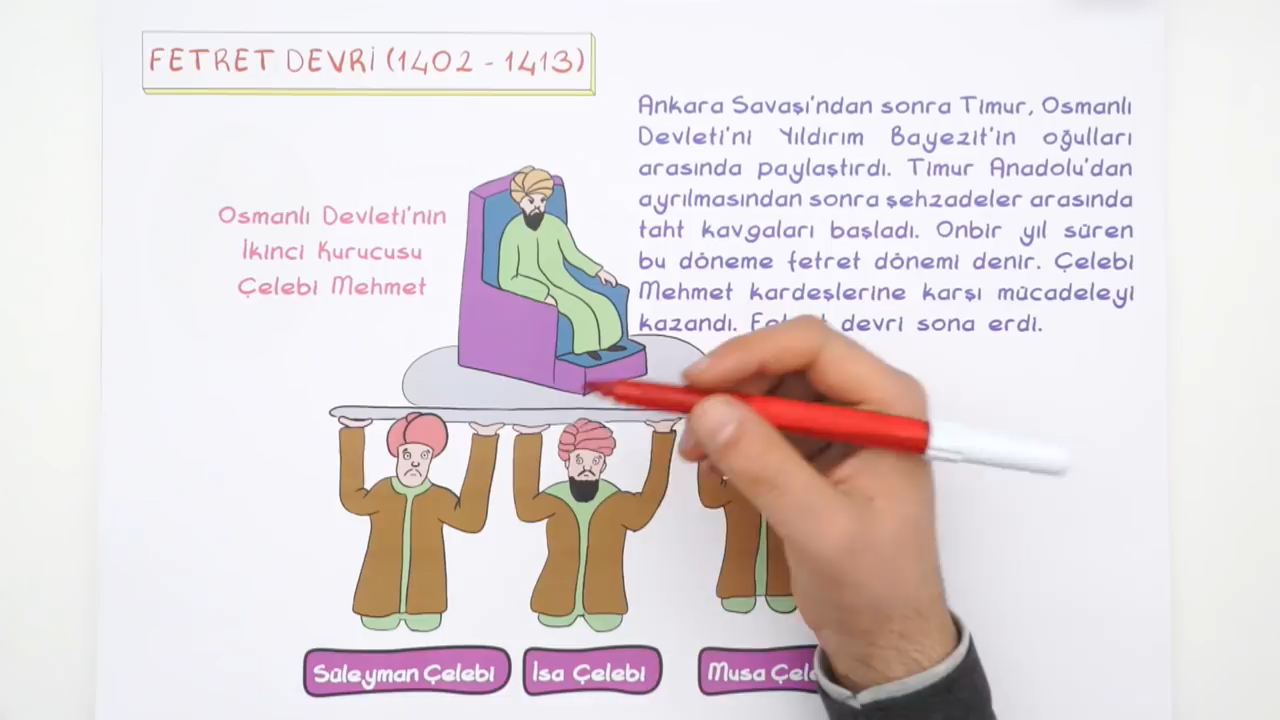 FETRET DEVRİ (1402 - 1413)
Ankara Savaşı'ndan sonra Timur, Osmanlı
Devleti'ni Yıldırım Bayezit'in oğulları
arasında paylaştırdı. Timur Anadolu'dan
ayrılmasından sonra şehzadeler arasında
taht kavgaları başladı. Onbir yıl süren
bu döneme fetret dönemi denir. Çelebi
Mehmet kardeşlerine karşı mücadeleyi
kazandı. devri sona erdi.
Osmanlı Devleti'nin
İkinci Kurucusu
Çelebi Mehmet
Süleyman Çelebi
İsa Çelebi
Musa